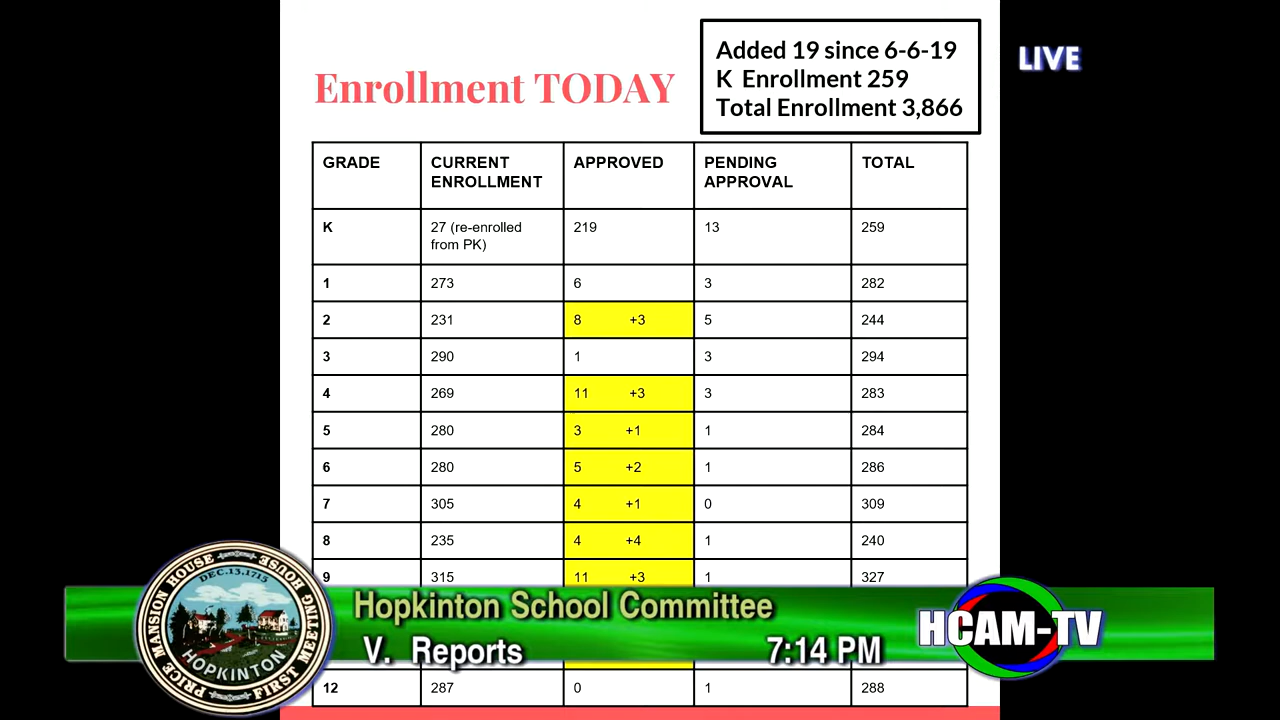 Added 19 since 6-6-19
K Enrollment 259
Total Enrollment 3,866
LIVE
Enrollment TODAY
GRADE CURRENT ENROLLMENT APPROVED PENDING APPROVAL TOTAL
K 27 (re-enrolled from PK) 219 13 259
1 273 6 3 282
2 231 8 +3 5 244
3 290 1 3 294
4 269 11 +3 3 283
5 280 3 +1 1 284
6 280 5 +2 1 286
7 305 4 +1 0 309
8 235 4 +4 1 240
9 315 11 +3 1 327
12 287 0 1 288
Hopkinton School Committee
V. Reports 7:14 PM
HCAM-TV
PRICE MANSION HOUSE
FIRST MEETING HOUSE
DEC.13.1715
HOPKINTON